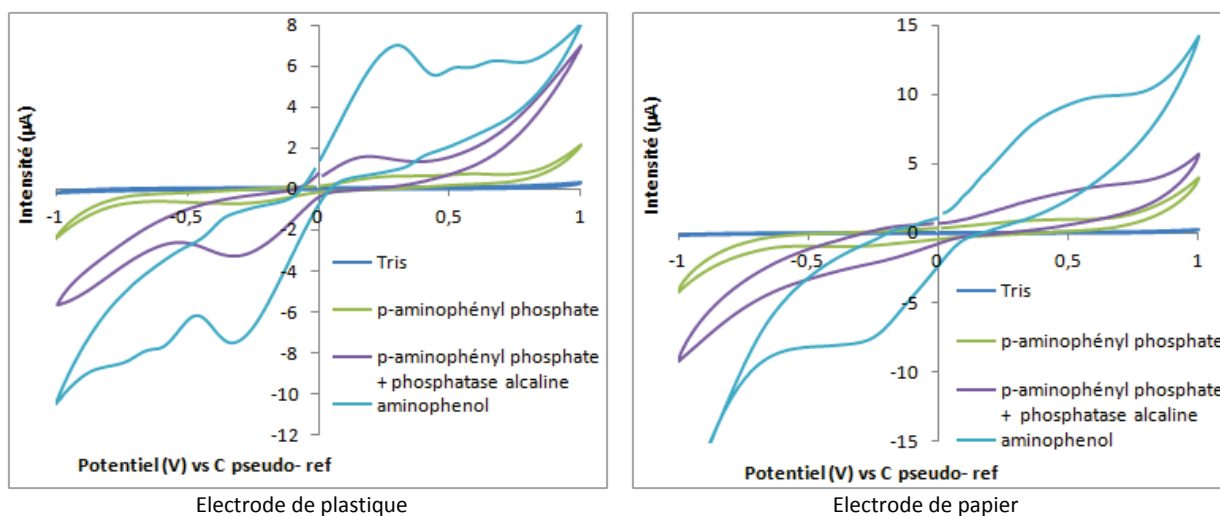 8
6
4
2
0
-2
-4
-6
-8
-10
-12
-1
-0,5
0
0,5
1
Intensité (µA)
Tris
p-aminophényl phosphate
p-aminophényl phosphate
+ phosphatase alcaline
aminophenol
Potentiel (V) vs C pseudo- ref
Electrode de plastique
15
10
5
0
-5
-10
-15
-1
-0,5
0
0,5
1
Intensité (µA)
Tris
p-aminophényl phosphate
p-aminophényl phosphate
+ phosphatase alcaline
aminophenol
Potentiel (V) vs C pseudo- ref
Electrode de papier